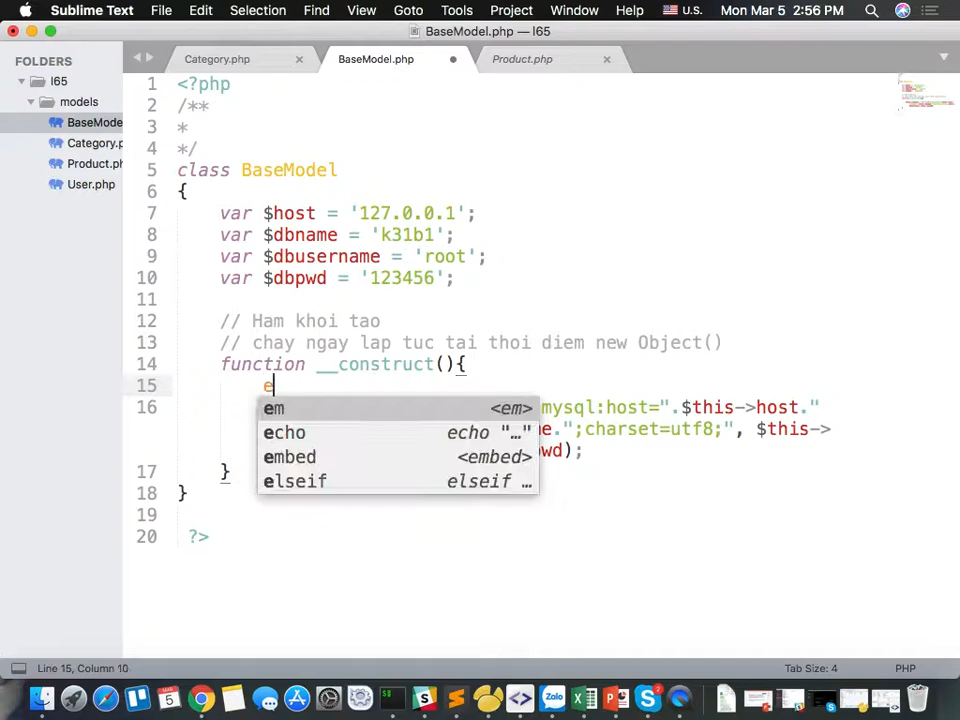 Sublime Text File Edit Selection Find View Goto Tools Project Window Help U.S. Mon Mar 5 2:56 PM
BaseModel.php — l65
FOLDERS
l65
models
BaseMode
Category.p
Product.ph
User.php
Category.php BaseModel.php Product.php
1 <?php
2 /**
3 *
4 */
5 class BaseModel
6 {
7 var $host = '127.0.0.1';
8 var $dbname = 'k31b1';
9 var $dbusername = 'root';
10 var $dbpwd = '123456';
11
12 // Ham khoi tao
13 // chay ngay lap tuc tai thoi diem new Object()
14 function __construct(){
15 e
16 mysql:host=".$this->host."
me.";charset=utf8;", $this->
wd);
em <em>
echo echo "…"
embed <embed>
elseif elseif …
17 }
18 }
19
20 ?>
Line 15, Column 10 Tab Size: 4 PHP